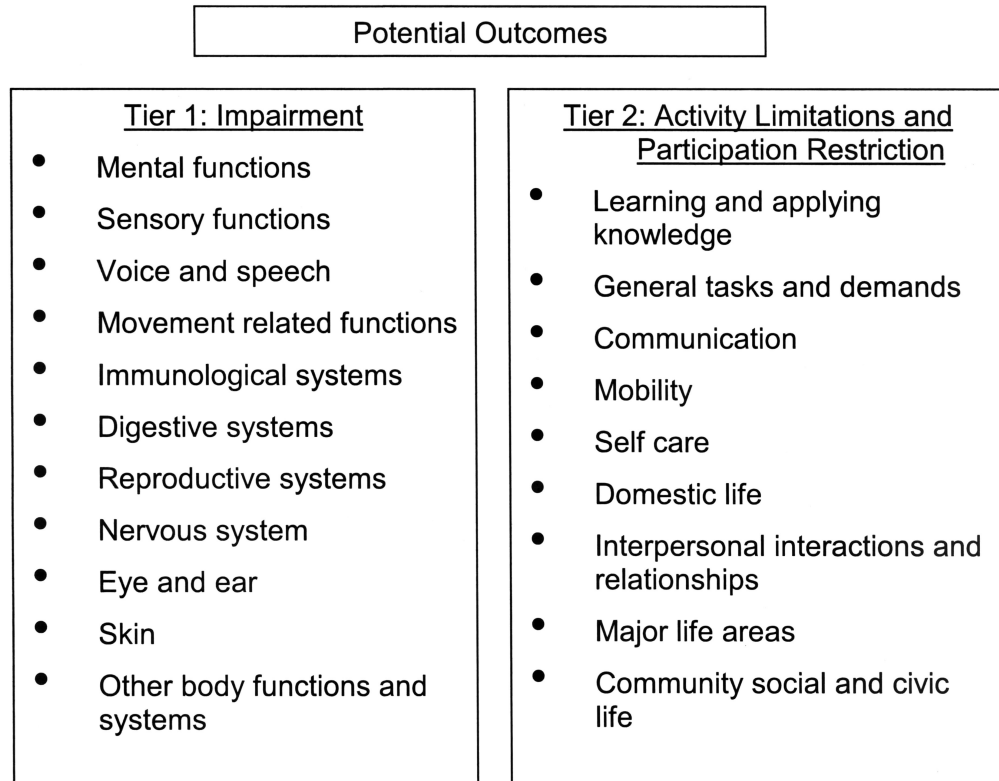 Potential Outcomes
Tier 1: Impairment
• Mental functions
• Sensory functions
• Voice and speech
• Movement related functions
• Immunological systems
• Digestive systems
• Reproductive systems
• Nervous system
• Eye and ear
• Skin
• Other body functions and
systems
Tier 2: Activity Limitations and
Participation Restriction
• Learning and applying
knowledge
• General tasks and demands
• Communication
• Mobility
• Self care
• Domestic life
• Interpersonal interactions and
relationships
• Major life areas
• Community social and civic
life